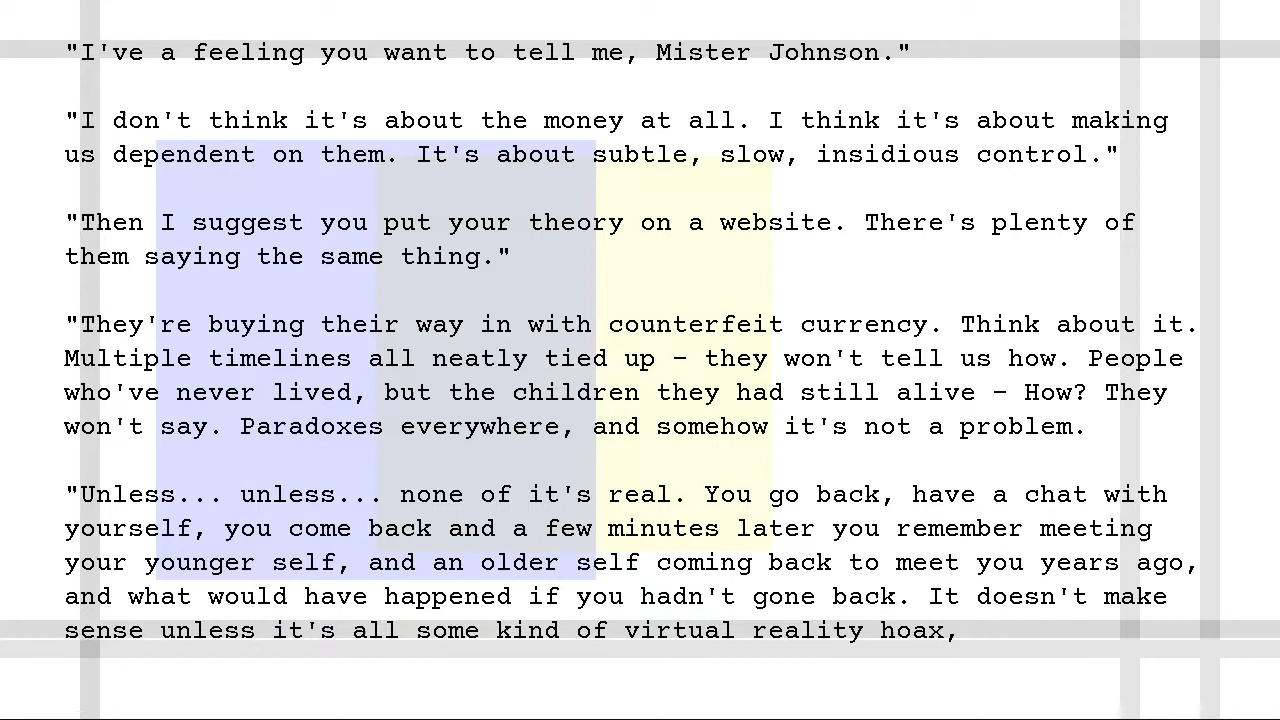 "I've a feeling you want to tell me, Mister Johnson."
"I don't think it's about the money at all. I think it's about making
us dependent on them. It's about subtle, slow, insidious control."
"Then I suggest you put your theory on a website. There's plenty of
them saying the same thing."
"They're buying their way in with counterfeit currency. Think about it.
Multiple timelines all neatly tied up – they won't tell us how. People
who've never lived, but the children they had still alive – How? They
won't say. Paradoxes everywhere, and somehow it's not a problem.
"Unless... unless... none of it's real. You go back, have a chat with
yourself, you come back and a few minutes later you remember meeting
your younger self, and an older self coming back to meet you years ago,
and what would have happened if you hadn't gone back. It doesn't make
sense unless it's all some kind of virtual reality hoax,